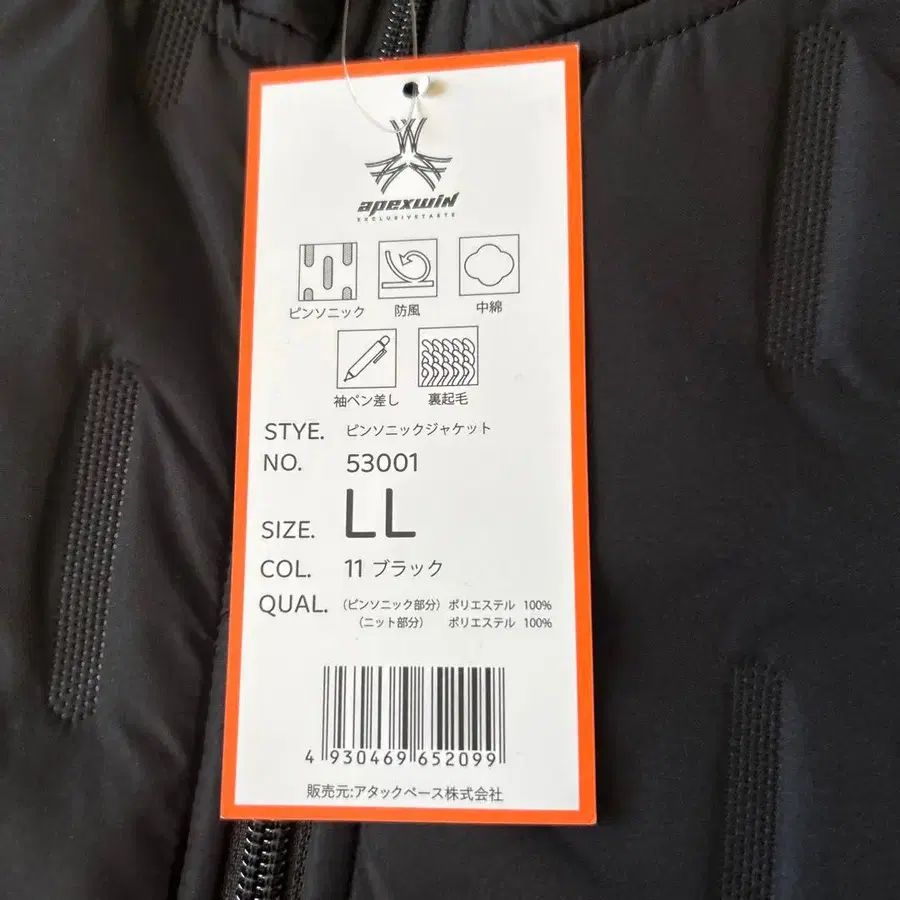 apexwin
EXCLUSIVETASTE
ピンソニック 防風 中綿
袖ペン差し 裏起毛
STYE. ピンソニックジャケット
NO. 53001
SIZE. LL
COL. 11 ブラック
QUAL. (ピンソニック部分) ポリエステル 100%
(ニット部分) ポリエステル 100%
4 930469 652099
販売元:アタックベース株式会社